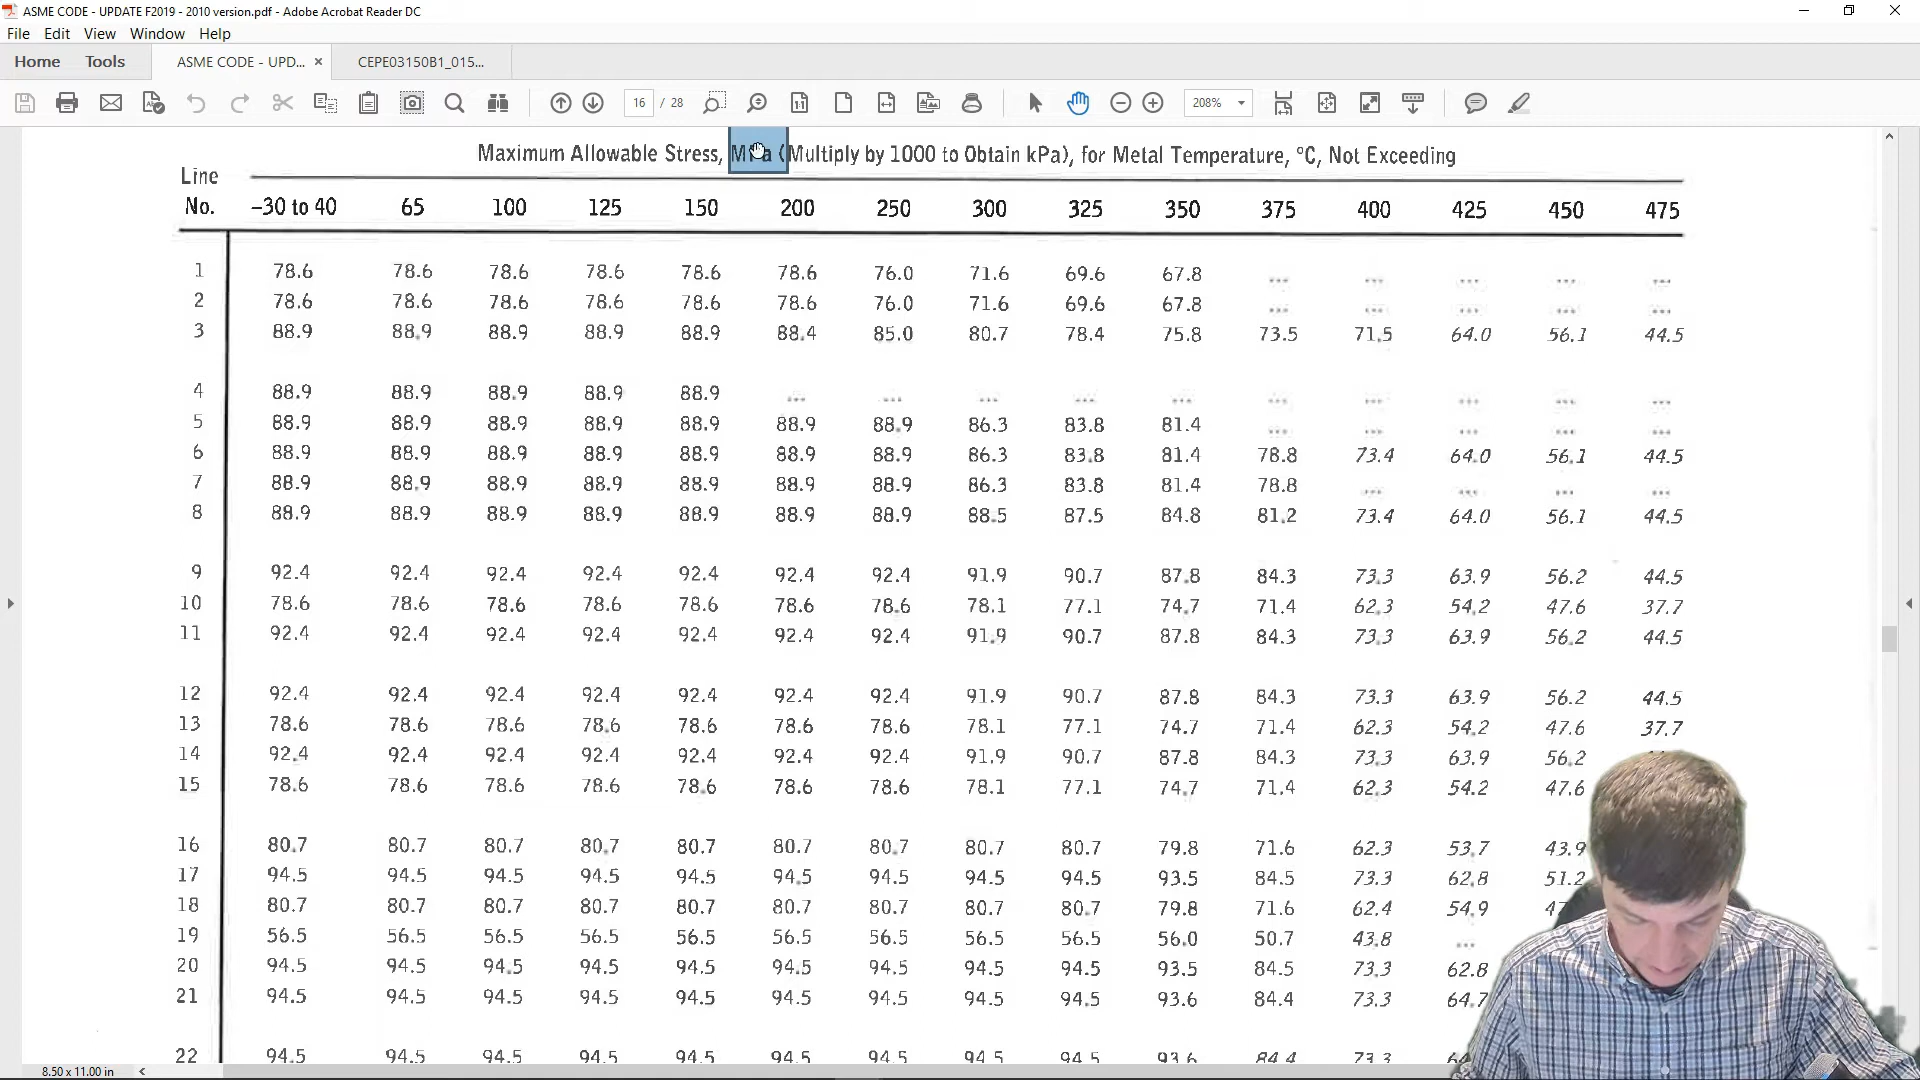 ASME CODE - UPDATE F2019 - 2010 version.pdf - Adobe Acrobat Reader DC
File Edit View Window Help
Home Tools ASME CODE - UPD... × CEPE03150B1_015...
16 / 28 208%
Maximum Allowable Stress, MPa (Multiply by 1000 to Obtain kPa), for Metal Temperature, °C, Not Exceeding
Line
No. –30 to 40 65 100 125 150 200 250 300 325 350 375 400 425 450 475
1 78.6 78.6 78.6 78.6 78.6 78.6 76.0 71.6 69.6 67.8 ... ... ... ... ...
2 78.6 78.6 78.6 78.6 78.6 78.6 76.0 71.6 69.6 67.8 ... ... ... ... ...
3 88.9 88.9 88.9 88.9 88.9 88.4 85.0 80.7 78.4 75.8 73.5 71.5 64.0 56.1 44.5
4 88.9 88.9 88.9 88.9 88.9 ... ... ... ... ... ... ... ... ... ...
5 88.9 88.9 88.9 88.9 88.9 88.9 88.9 86.3 83.8 81.4 ... ... ... ... ...
6 88.9 88.9 88.9 88.9 88.9 88.9 88.9 86.3 83.8 81.4 78.8 73.4 64.0 56.1 44.5
7 88.9 88.9 88.9 88.9 88.9 88.9 88.9 86.3 83.8 81.4 78.8 ... ... ... ...
8 88.9 88.9 88.9 88.9 88.9 88.9 88.9 88.5 87.5 84.8 81.2 73.4 64.0 56.1 44.5
9 92.4 92.4 92.4 92.4 92.4 92.4 92.4 91.9 90.7 87.8 84.3 73.3 63.9 56.2 44.5
10 78.6 78.6 78.6 78.6 78.6 78.6 78.6 78.1 77.1 74.7 71.4 62.3 54.2 47.6 37.7
11 92.4 92.4 92.4 92.4 92.4 92.4 92.4 91.9 90.7 87.8 84.3 73.3 63.9 56.2 44.5
12 92.4 92.4 92.4 92.4 92.4 92.4 92.4 91.9 90.7 87.8 84.3 73.3 63.9 56.2 44.5
13 78.6 78.6 78.6 78.6 78.6 78.6 78.6 78.1 77.1 74.7 71.4 62.3 54.2 47.6 37.7
14 92.4 92.4 92.4 92.4 92.4 92.4 92.4 91.9 90.7 87.8 84.3 73.3 63.9 56.2
15 78.6 78.6 78.6 78.6 78.6 78.6 78.6 78.1 77.1 74.7 71.4 62.3 54.2 47.6
16 80.7 80.7 80.7 80.7 80.7 80.7 80.7 80.7 80.7 79.8 71.6 62.3 53.7 43.9
17 94.5 94.5 94.5 94.5 94.5 94.5 94.5 94.5 94.5 93.5 84.5 73.3 62.8 51.2
18 80.7 80.7 80.7 80.7 80.7 80.7 80.7 80.7 80.7 79.8 71.6 62.4 54.9
19 56.5 56.5 56.5 56.5 56.5 56.5 56.5 56.5 56.5 56.0 50.7 43.8 ...
20 94.5 94.5 94.5 94.5 94.5 94.5 94.5 94.5 94.5 93.5 84.5 73.3 62.8
21 94.5 94.5 94.5 94.5 94.5 94.5 94.5 94.5 94.5 93.6 84.4 73.3 64.7
22 94.5 94.5 94.5 94.5 94.5 94.5 94.5 94.5 94.5 93.6 84.4 73.3
8.50 x 11.00 in